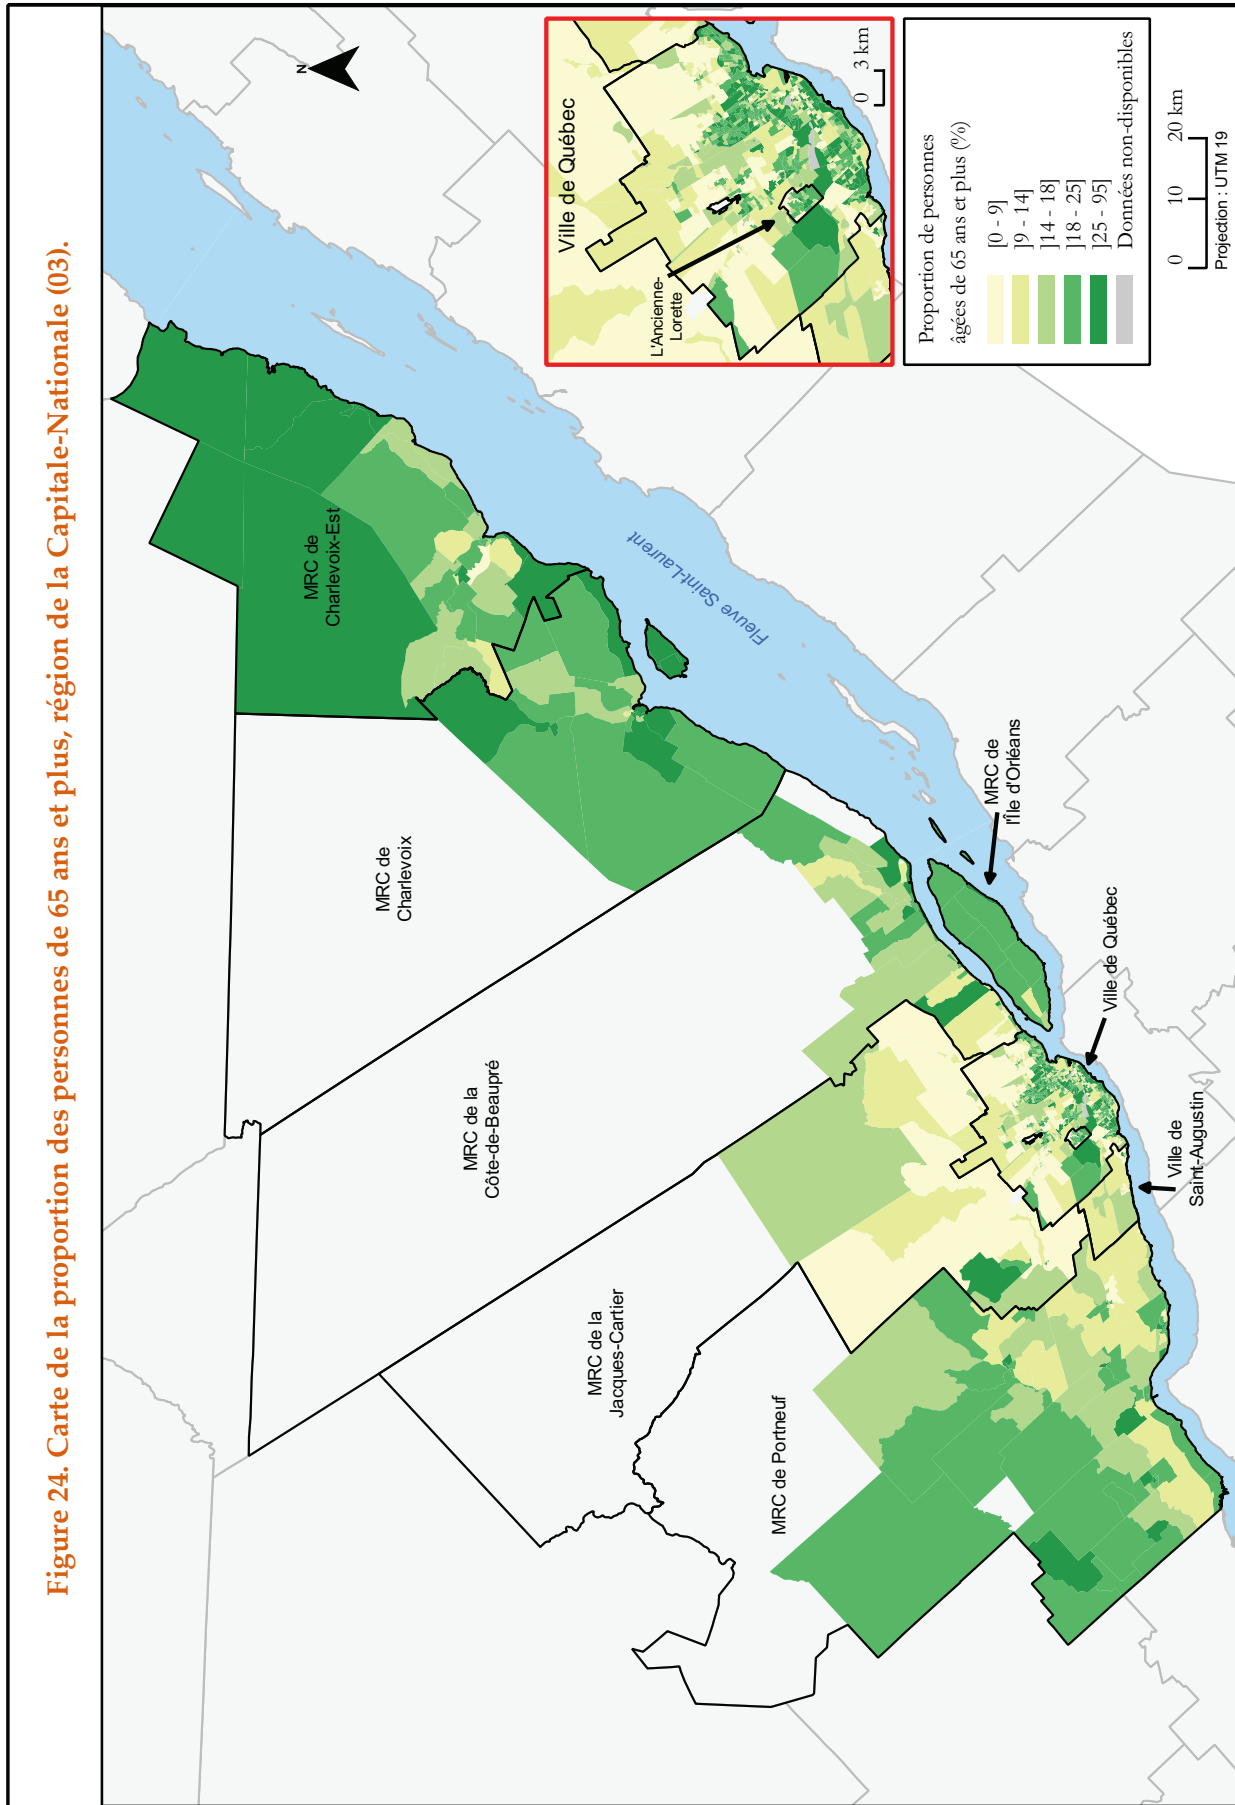 Figure 24. Carte de la proportion des personnes de 65 ans et plus, région de la Capitale-Nationale (03).
N
MRC de
Charlevoix-Est
MRC de
Charlevoix
MRC de la
Côte-de-Beaupré
MRC de la
Jacques-Cartier
MRC de Portneuf
Fleuve Saint-Laurent
MRC de
l'Île d'Orléans
Ville de Québec
Ville de
Saint-Augustin
Ville de Québec
L'Ancienne-
Lorette
0 3 km
Proportion de personnes
âgées de 65 ans et plus (%)
[0 - 9]
]9 - 14]
]14 - 18]
]18 - 25]
]25 - 95]
Données non-disponibles
0 10 20 km
Projection : UTM 19